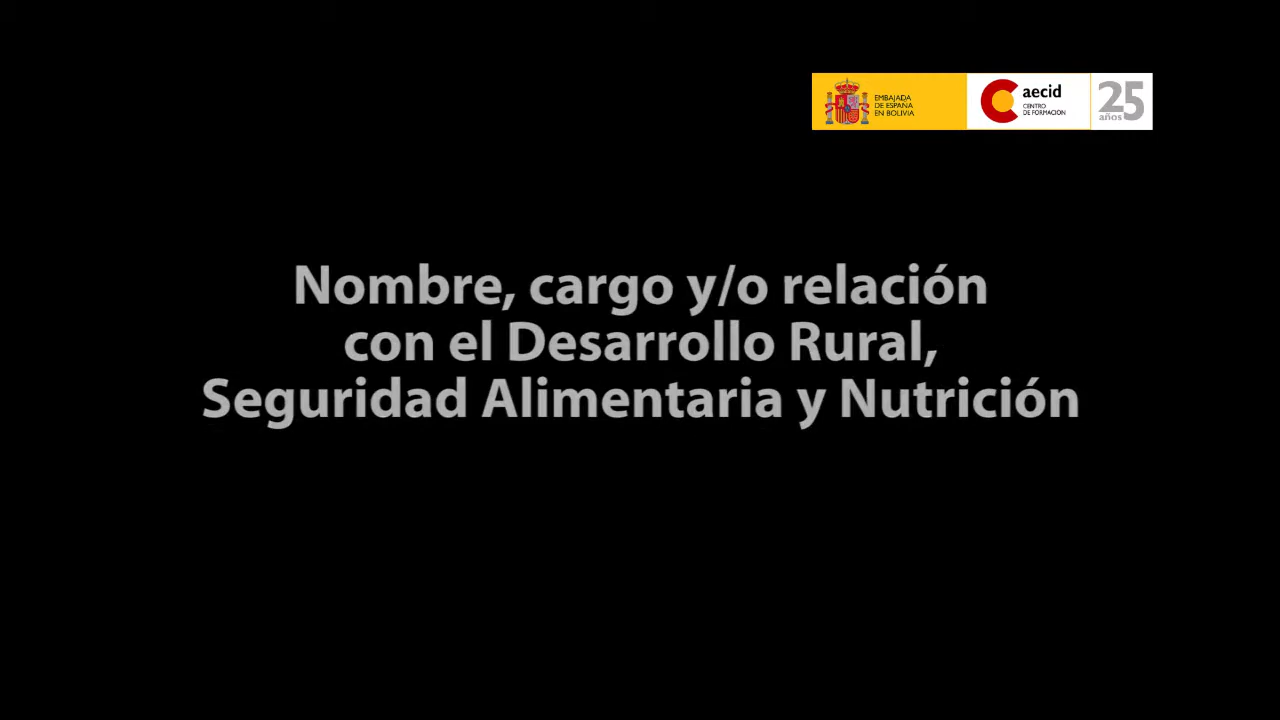 EMBAJADA
DE ESPAÑA
EN BOLIVIA
aecid
CENTRO
DE FORMACIÓN
25
años
Nombre, cargo y/o relación
con el Desarrollo Rural,
Seguridad Alimentaria y Nutrición